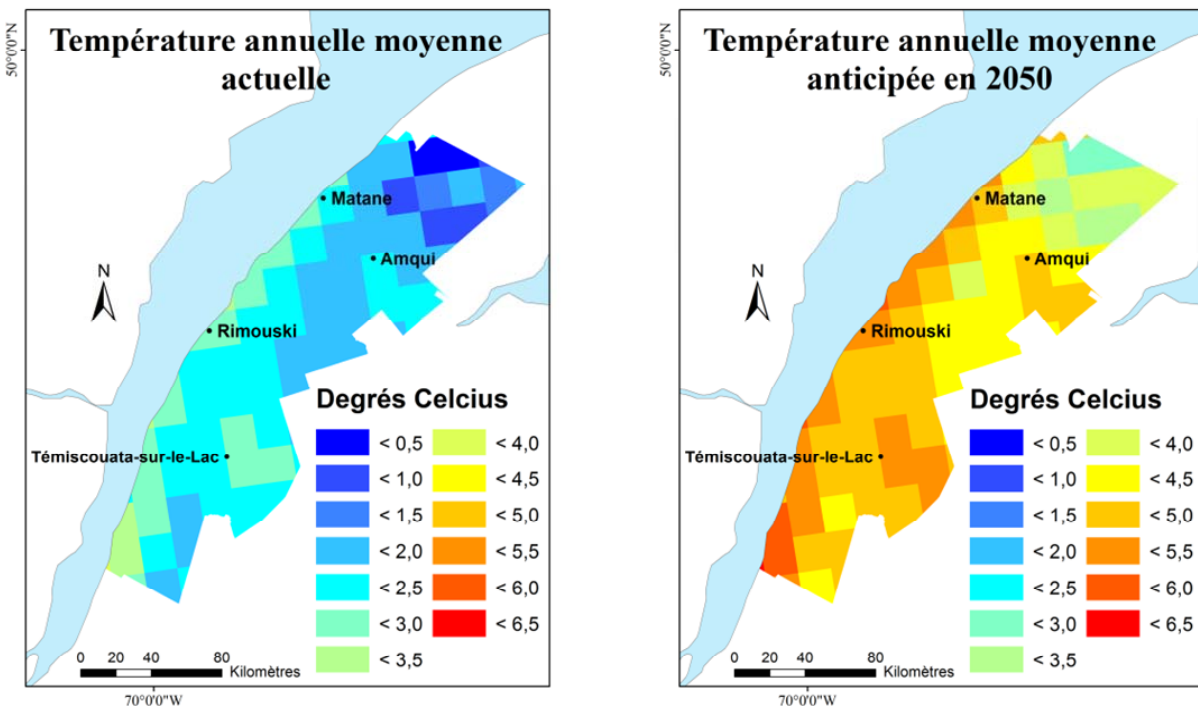 Température annuelle moyenne
actuelle
50°0'0"N
N
Matane
Amqui
Rimouski
Témiscouata-sur-le-Lac
Degrés Celcius
< 0,5
< 4,0
< 1,0
< 4,5
< 1,5
< 5,0
< 2,0
< 5,5
< 2,5
< 6,0
< 3,0
< 6,5
< 3,5
0 20 40 80
Kilomètres
70°0'0"W
Température annuelle moyenne
anticipée en 2050
50°0'0"N
N
Matane
Amqui
Rimouski
Témiscouata-sur-le-Lac
Degrés Celcius
< 0,5
< 4,0
< 1,0
< 4,5
< 1,5
< 5,0
< 2,0
< 5,5
< 2,5
< 6,0
< 3,0
< 6,5
< 3,5
0 20 40 80
Kilomètres
70°0'0"W